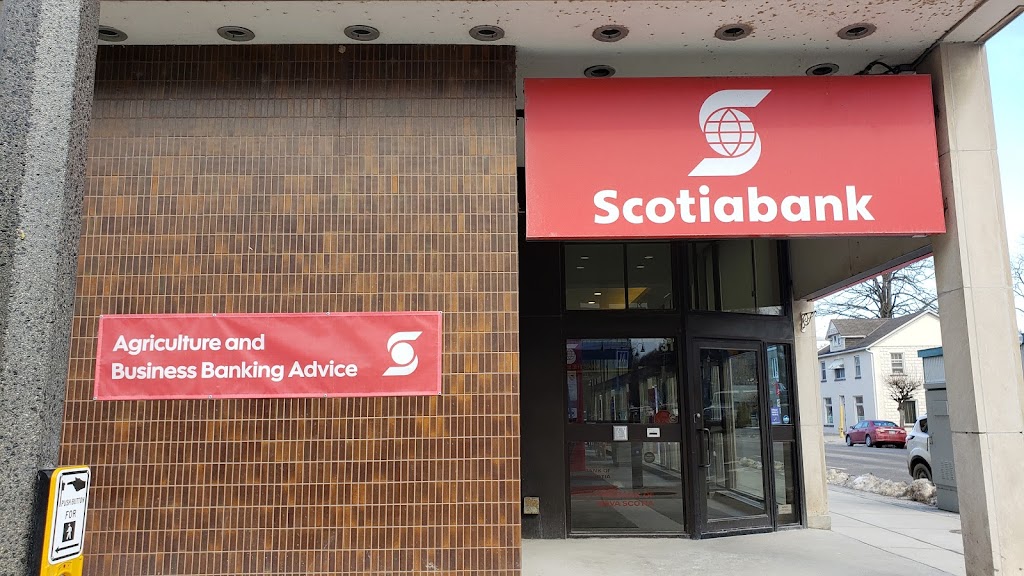 Scotiabank
Agriculture and
Business Banking Advice
PUSH BUTTON
FOR